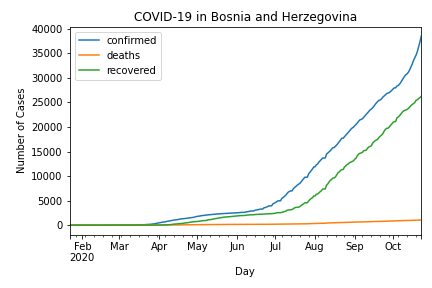 COVID-19 in Bosnia and Herzegovina
confirmed
deaths
recovered
Number of Cases
40000
35000
30000
25000
20000
15000
10000
5000
0
Feb Mar Apr May Jun Jul Aug Sep Oct
2020
Day